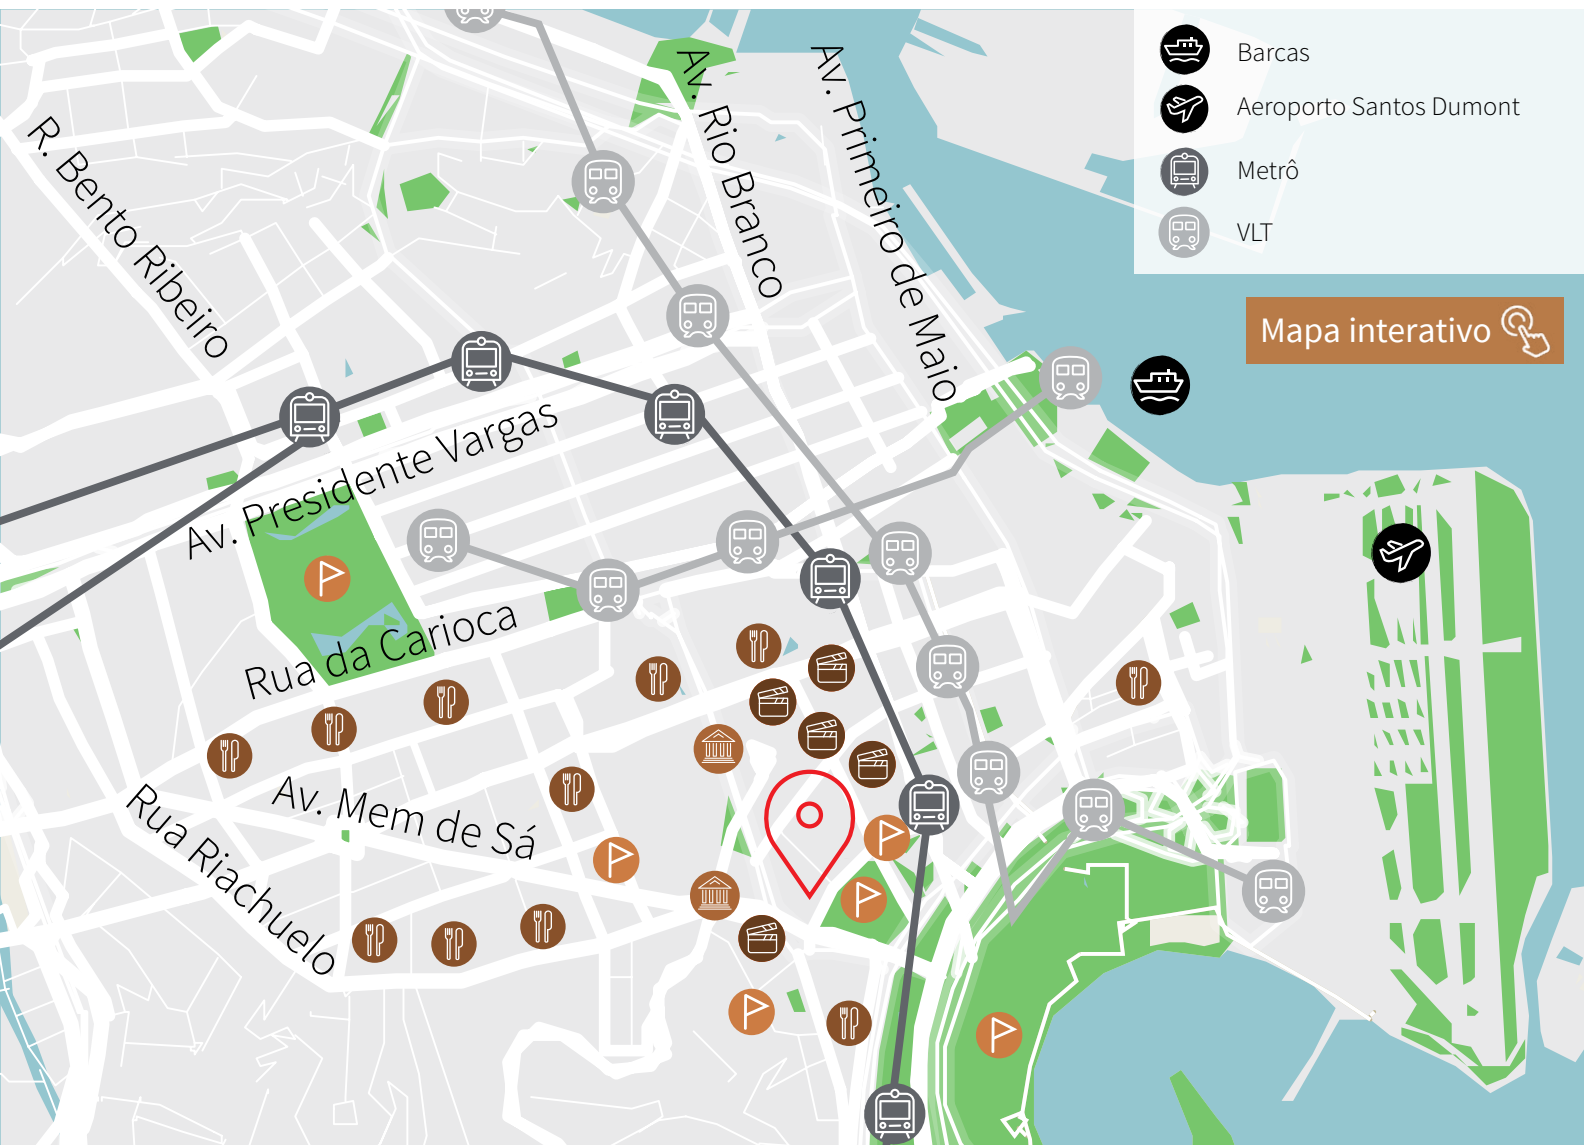 Barcas
Aeroporto Santos Dumont
Metrô
VLT
Mapa interativo
Av. Rio Branco
Av. Primeiro de Maio
R. Bento Ribeiro
Av. Presidente Vargas
Rua da Carioca
Av. Mem de Sá
Rua Riachuelo